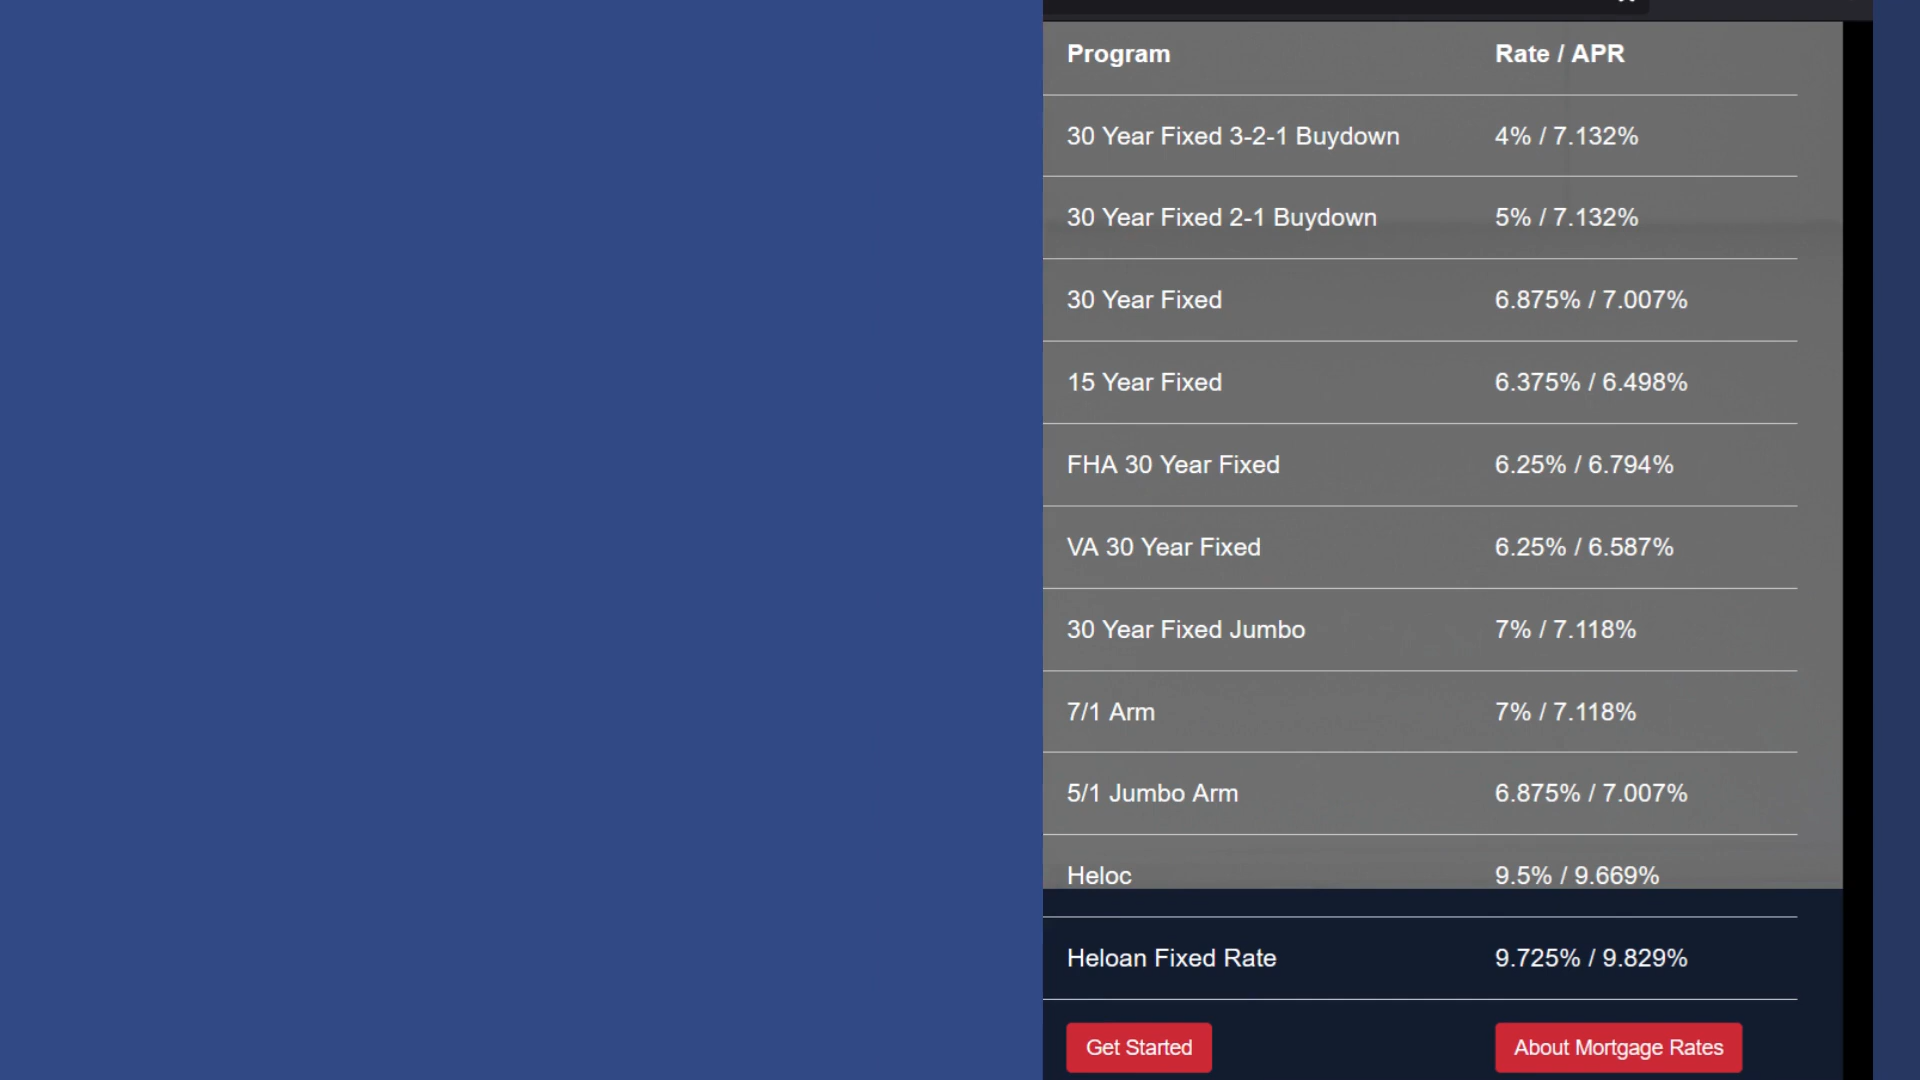 Program Rate / APR
30 Year Fixed 3-2-1 Buydown 4% / 7.132%
30 Year Fixed 2-1 Buydown 5% / 7.132%
30 Year Fixed 6.875% / 7.007%
15 Year Fixed 6.375% / 6.498%
FHA 30 Year Fixed 6.25% / 6.794%
VA 30 Year Fixed 6.25% / 6.587%
30 Year Fixed Jumbo 7% / 7.118%
7/1 Arm 7% / 7.118%
5/1 Jumbo Arm 6.875% / 7.007%
Heloc 9.5% / 9.669%
Heloan Fixed Rate 9.725% / 9.829%
Get Started About Mortgage Rates